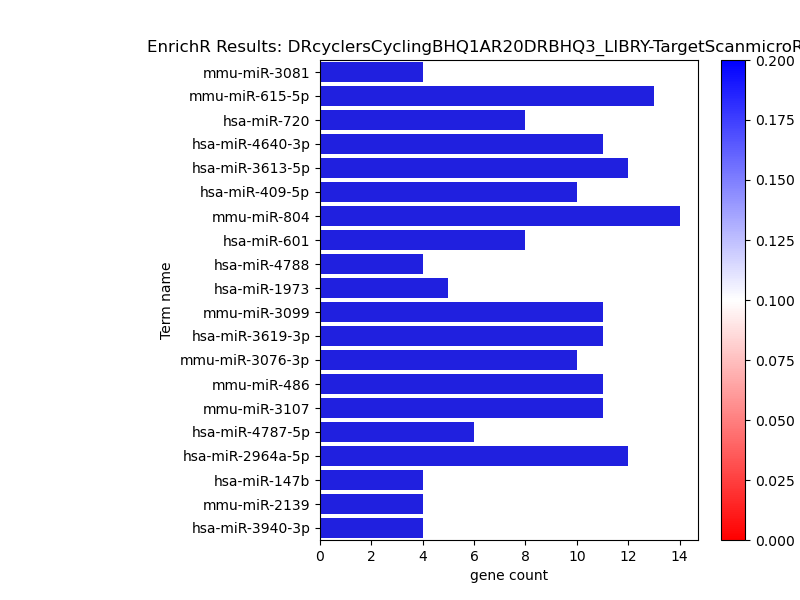 EnrichR Results: DRcyclersCyclingBHQ1AR20DRBHQ3_LIBRY-TargetScanmicroR
mmu-miR-3081
mmu-miR-615-5p
hsa-miR-720
hsa-miR-4640-3p
hsa-miR-3613-5p
hsa-miR-409-5p
mmu-miR-804
hsa-miR-601
hsa-miR-4788
hsa-miR-1973
mmu-miR-3099
hsa-miR-3619-3p
mmu-miR-3076-3p
mmu-miR-486
mmu-miR-3107
hsa-miR-4787-5p
hsa-miR-2964a-5p
hsa-miR-147b
mmu-miR-2139
hsa-miR-3940-3p
Term name
0 2 4 6 8 10 12 14
gene count
0.200
0.175
0.150
0.125
0.100
0.075
0.050
0.025
0.000